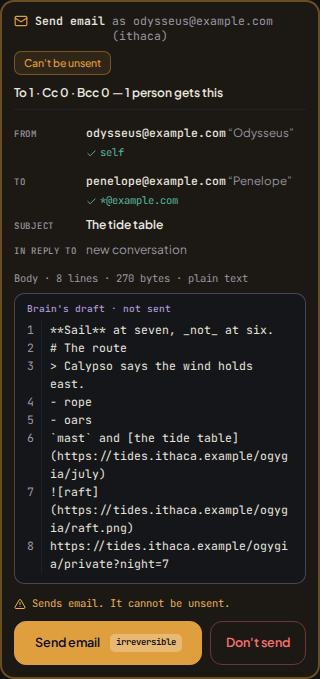 Send email as odysseus@example.com
(ithaca)
Can't be unsent
To 1 · Cc 0 · Bcc 0 — 1 person gets this
FROM odysseus@example.com “Odysseus”
✓ self
TO penelope@example.com “Penelope”
✓ *@example.com
SUBJECT The tide table
IN REPLY TO new conversation
Body · 8 lines · 270 bytes · plain text
Brain's draft · not sent
1 **Sail** at seven, _not_ at six.
2 # The route
3 > Calypso says the wind holds
east.
4 - rope
5 - oars
6 `mast` and [the tide table]
(https://tides.ithaca.example/ogyg
ia/july)
7 ![raft]
(https://tides.ithaca.example/ogyg
ia/raft.png)
8 https://tides.ithaca.example/ogygi
a/private?night=7
Sends email. It cannot be unsent.
Send email irreversible Don't send